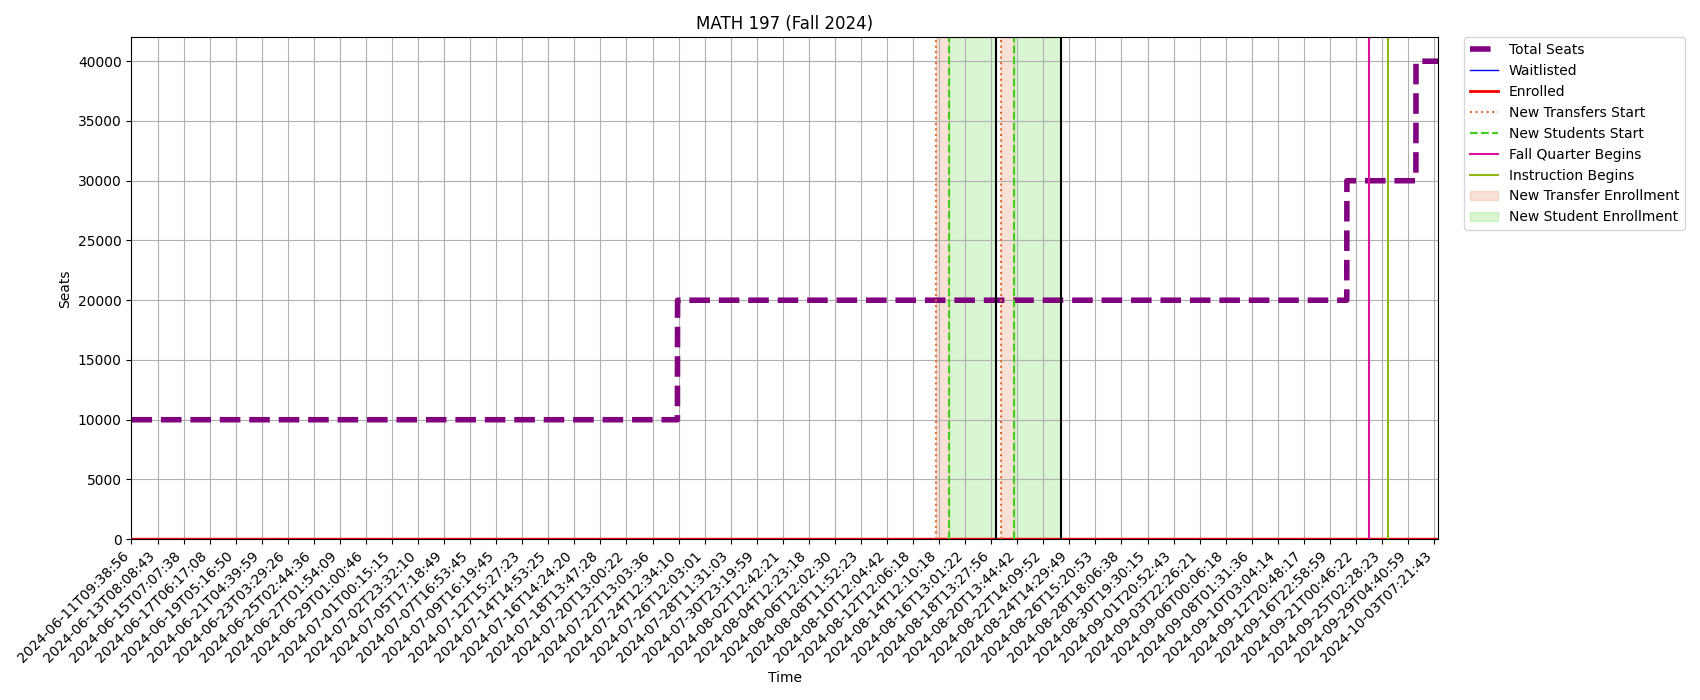 MATH 197 (Fall 2024)
Total Seats
Waitlisted
Enrolled
New Transfers Start
New Students Start
Fall Quarter Begins
Instruction Begins
New Transfer Enrollment
New Student Enrollment
Seats
40000
35000
30000
25000
20000
15000
10000
5000
0
2024-06-11T09:38:56
2024-06-13T08:08:43
2024-06-15T07:07:38
2024-06-17T06:17:08
2024-06-19T05:16:50
2024-06-21T04:39:59
2024-06-23T03:29:26
2024-06-25T02:44:36
2024-06-27T01:54:09
2024-06-29T01:00:46
2024-07-01T00:15:15
2024-07-02T23:32:10
2024-07-05T17:18:49
2024-07-07T16:53:45
2024-07-09T16:19:45
2024-07-12T15:27:23
2024-07-14T14:53:25
2024-07-16T14:24:20
2024-07-18T13:47:28
2024-07-20T13:00:22
2024-07-22T13:03:36
2024-07-24T12:34:10
2024-07-26T12:03:01
2024-07-28T11:31:03
2024-07-30T23:19:59
2024-08-02T12:42:21
2024-08-04T12:23:18
2024-08-06T12:02:30
2024-08-08T11:52:23
2024-08-10T12:04:42
2024-08-12T12:06:18
2024-08-14T12:10:18
2024-08-16T13:01:22
2024-08-18T13:27:56
2024-08-20T13:44:42
2024-08-22T14:09:52
2024-08-24T14:29:49
2024-08-26T15:20:53
2024-08-28T18:06:38
2024-08-30T19:30:15
2024-09-01T20:52:43
2024-09-03T22:26:21
2024-09-06T00:06:18
2024-09-08T01:31:36
2024-09-10T03:04:14
2024-09-12T20:48:17
2024-09-16T22:58:59
2024-09-21T00:46:22
2024-09-25T02:28:23
2024-09-29T04:40:59
2024-10-03T07:21:43
Time